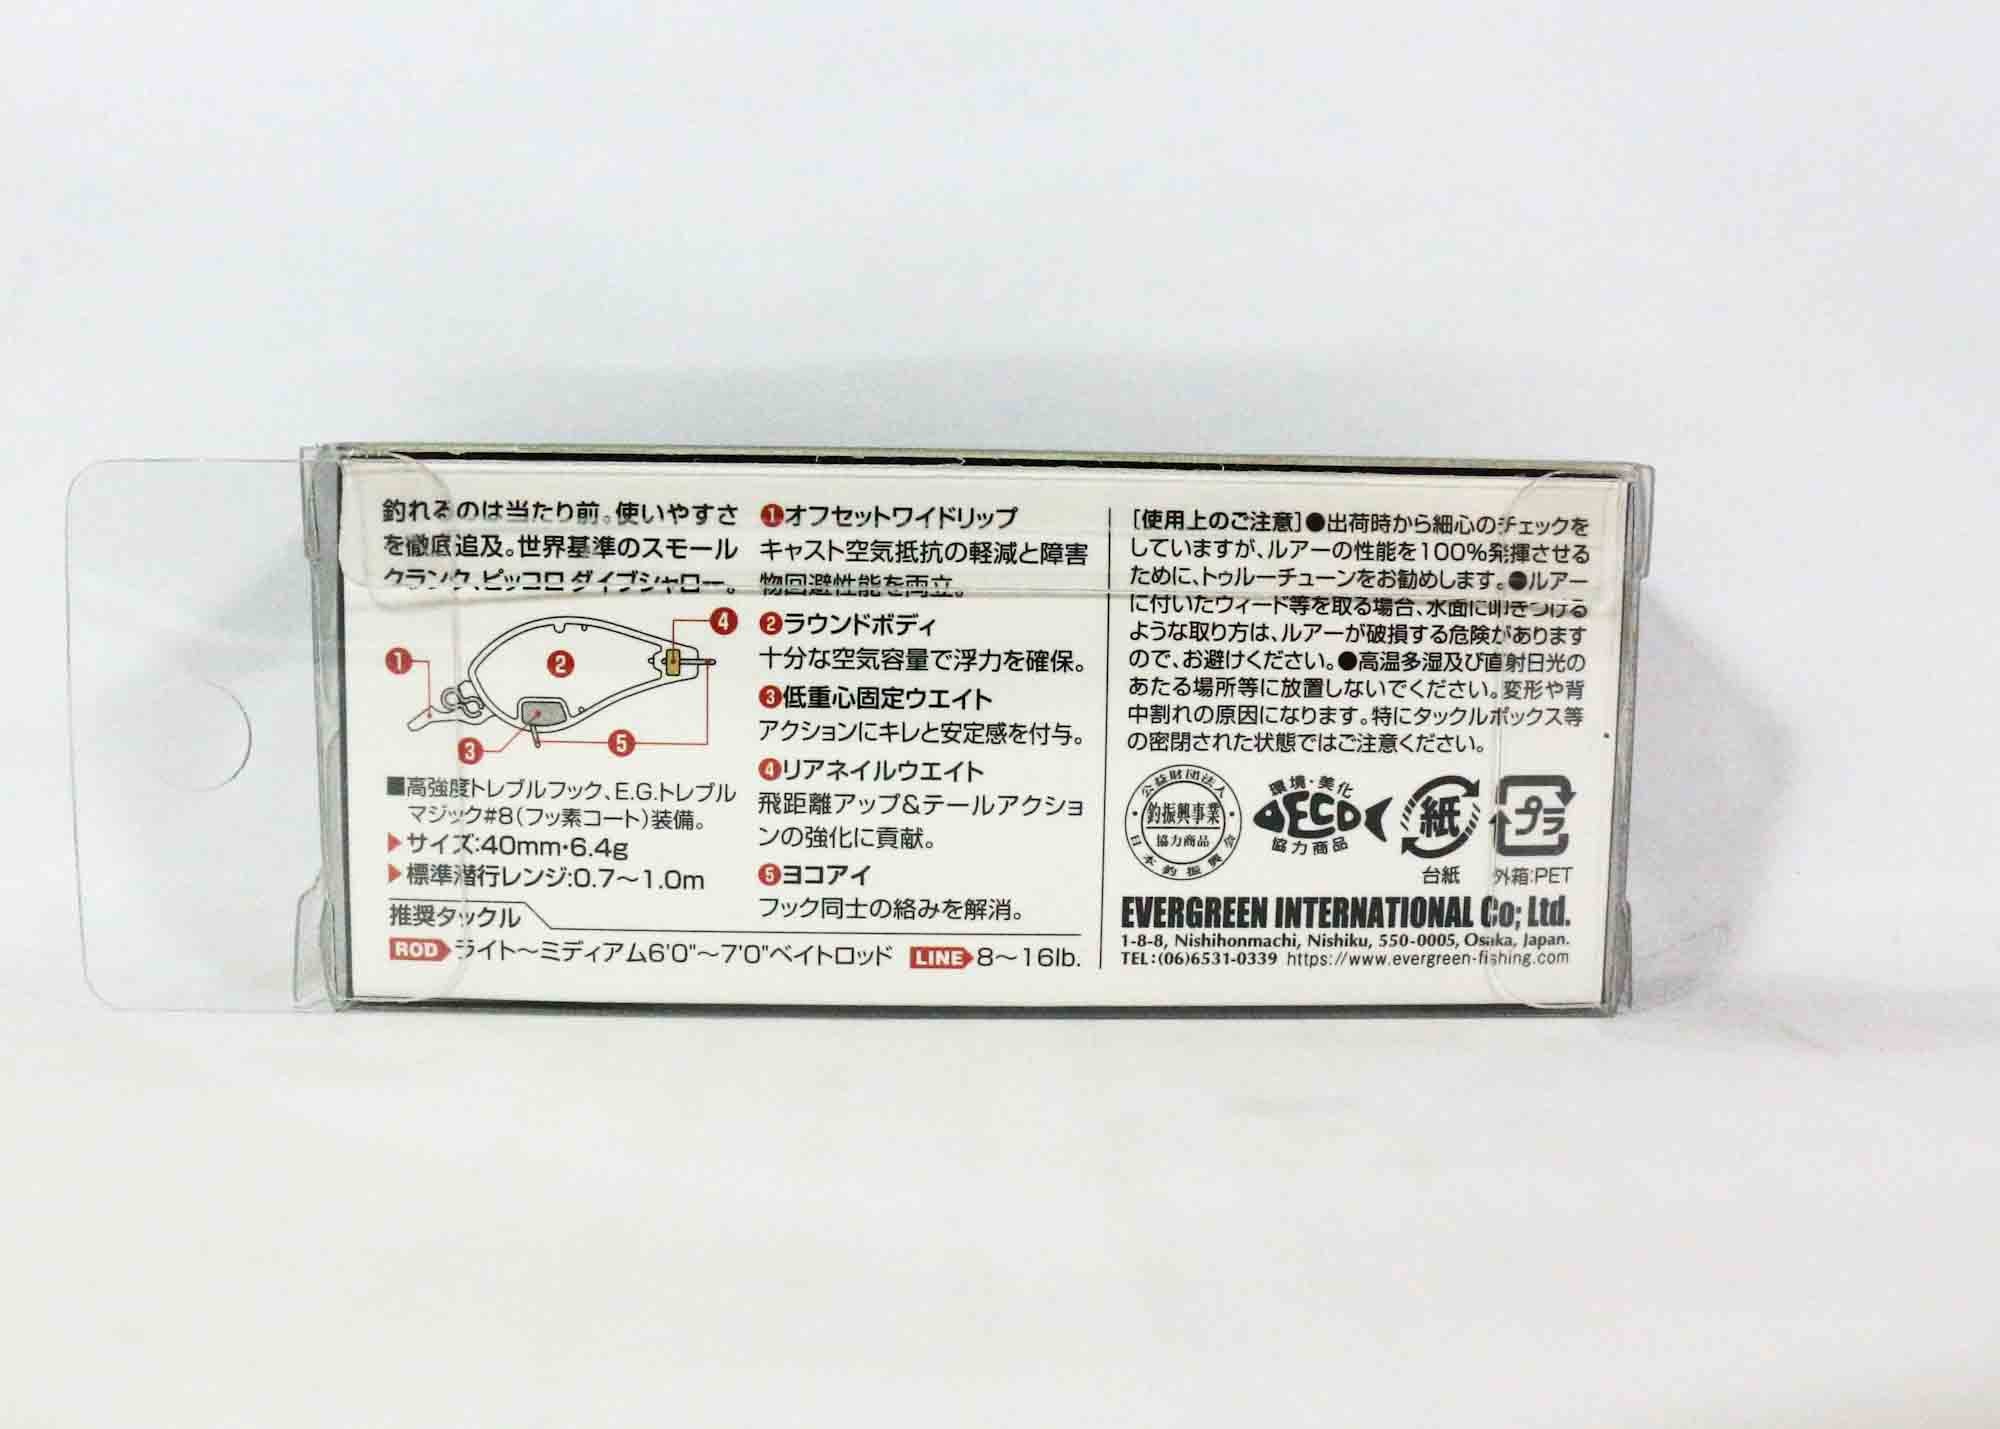 釣れるのは当たり前。使いやすさ
を徹底追及。世界基準のスモール
クランク、ピッコロ ダイブシャロー。
1
2
3
4
5
■高強度トレブルフック、E.G.トレブル
マジック#8(フッ素コート)装備。
▶サイズ:40mm・6.4g
▶標準潜行レンジ:0.7〜1.0m
推奨タックル
ROD ライト〜ミディアム6'0"〜7'0"ベイトロッド LINE 8〜16lb.
❶オフセットワイドリップ
キャスト空気抵抗の軽減と障害
物回避性能を両立。
❷ラウンドボディ
十分な空気容量で浮力を確保。
❸低重心固定ウエイト
アクションにキレと安定感を付与。
❹リアネイルウエイト
飛距離アップ&テールアクショ
ンの強化に貢献。
❺ヨコアイ
フック同士の絡みを解消。
[使用上のご注意]●出荷時から細心のチェックを
していますが、ルアーの性能を100%発揮させる
ために、トゥルーチューンをお勧めします。●ルアー
に付いたウィード等を取る場合、水面に叩きつける
ような取り方は、ルアーが破損する危険があります
ので、お避けください。●高温多湿及び直射日光の
あたる場所等に放置しないでください。変形や背
中割れの原因になります。特にタックルボックス等
の密閉された状態ではご注意ください。
公益財団法人
釣振興事業
協力商品
日本釣振興会
環境・美化
ECO
協力商品
紙
台紙
プラ
外箱:PET
EVERGREEN INTERNATIONAL Co; Ltd.
1-8-8, Nishihonmachi, Nishiku, 550-0005, Osaka, Japan.
TEL:(06)6531-0339 https://www.evergreen-fishing.com